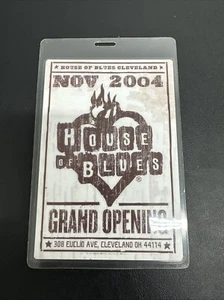 HOUSE OF BLUES CLEVELAND
NOV 2004
HOUSE
OF BLUES
®
GRAND OPENING
308 EUCLID AVE, CLEVELAND OH 44114